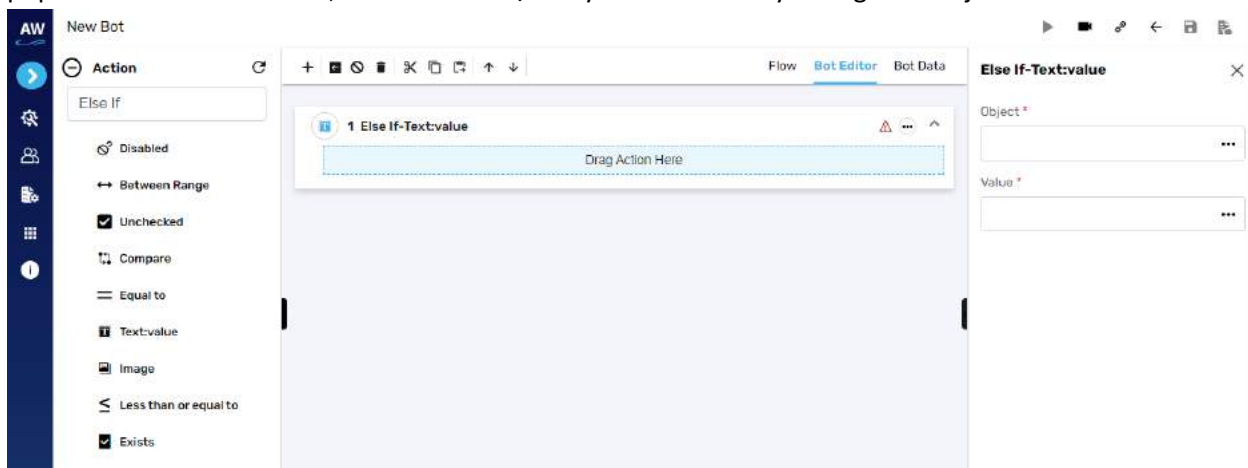 AW
New Bot
Action
Else If
Disabled
Between Range
Unchecked
Compare
Equal to
Text:value
Image
Less than or equal to
Exists
Flow Bot Editor Bot Data
1 Else If-Text:value
Drag Action Here
Else If-Text:value
Object *
Value *